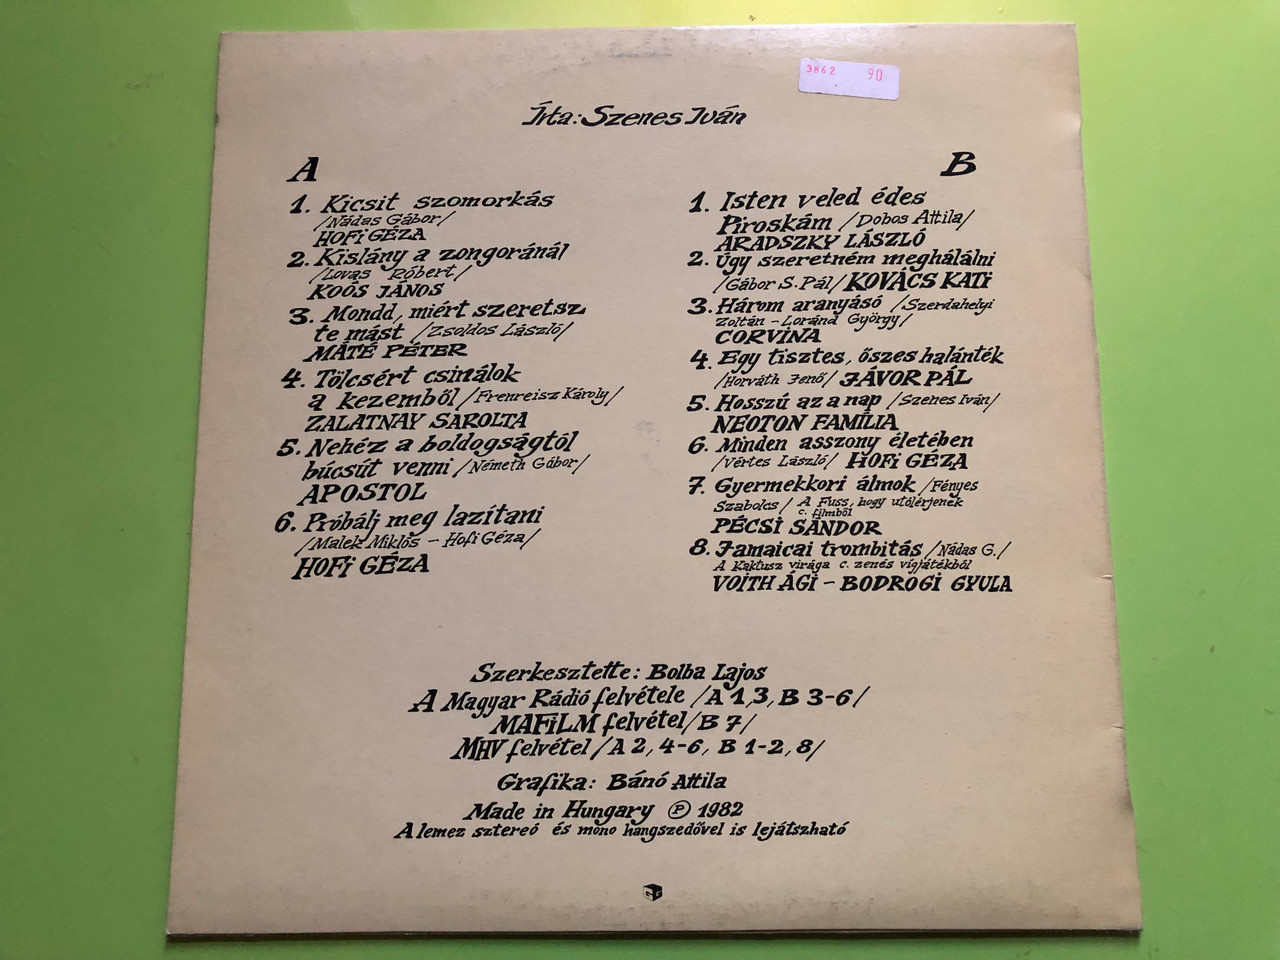 3862 90
Írta: Szenes Iván
A
1. Kicsit szomorkás
/Nádas Gábor/
HOFi GÉZA
2. Kislány a zongoránál
/Lovas Róbert/
KOÓS JÁNOS
3. Mondd, miért szeretsz
te mást /Zsoldos László/
MÁTÉ PÉTER
4. Tölcsért csinálok
a kezemből /Frenreisz Károly/
ZALATNAY SAROLTA
5. Nehéz a boldogságtól
búcsút venni /Németh Gábor/
APOSTOL
6. Próbálj meg lazítani
/Malek Miklós - Hofi Géza/
HOFi GÉZA
B
1. Isten veled édes
Piroskám /Dobos Attila/
ARADSZKY LÁSZLÓ
2. Úgy szeretném meghálálni
/Gábor S. Pál/ KOVÁCS KATi
3. Három aranyásó /Szerdahelyi
Zoltán - Loránd György/
CORVINA
4. Egy tisztes, őszes halánték
/Horváth Jenő/ JÁVOR PÁL
5. Hosszú az a nap /Szenes Iván/
NEOTON FAMÍLIA
6. Minden asszony életében
/Vértes László/ HOFi GÉZA
7. Gyermekkori álmok /Fényes
Szabolcs/ A Fuss, hogy utólérjenek
c. filmből
PÉCSI SÁNDOR
8. Jamaicai trombitás /Nádas G./
A Kaktusz virága c. zenés vígjátékból
VOITH ÁGI - BODROGI GYULA
Szerkesztette: Bolba Lajos
A Magyar Rádió felvétele /A 1,3, B 3-6/
MAFiLM felvétel /B 7/
MHV felvétel /A 2, 4-6, B 1-2, 8/
Grafika: Bánó Attila
Made in Hungary Ⓟ 1982
A lemez sztereó és monó hangszedővel is lejátszható